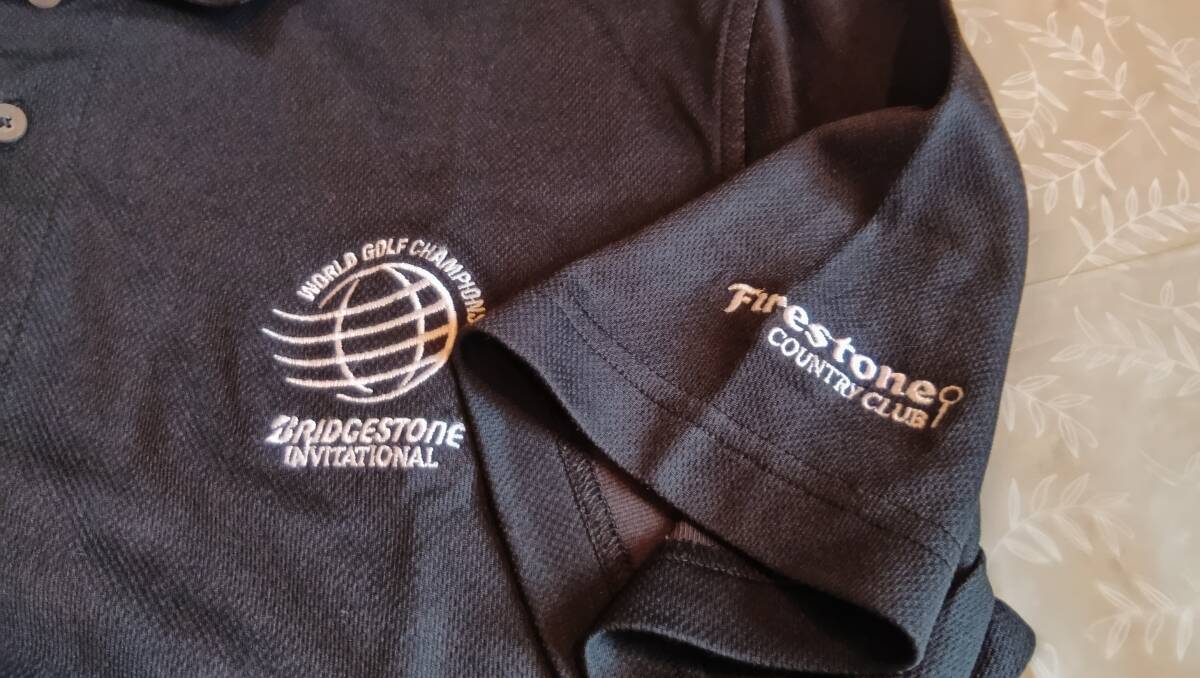 WORLD GOLF CHAMPIONS
BRIDGESTONE
INVITATIONAL
Firestone
COUNTRY CLUB